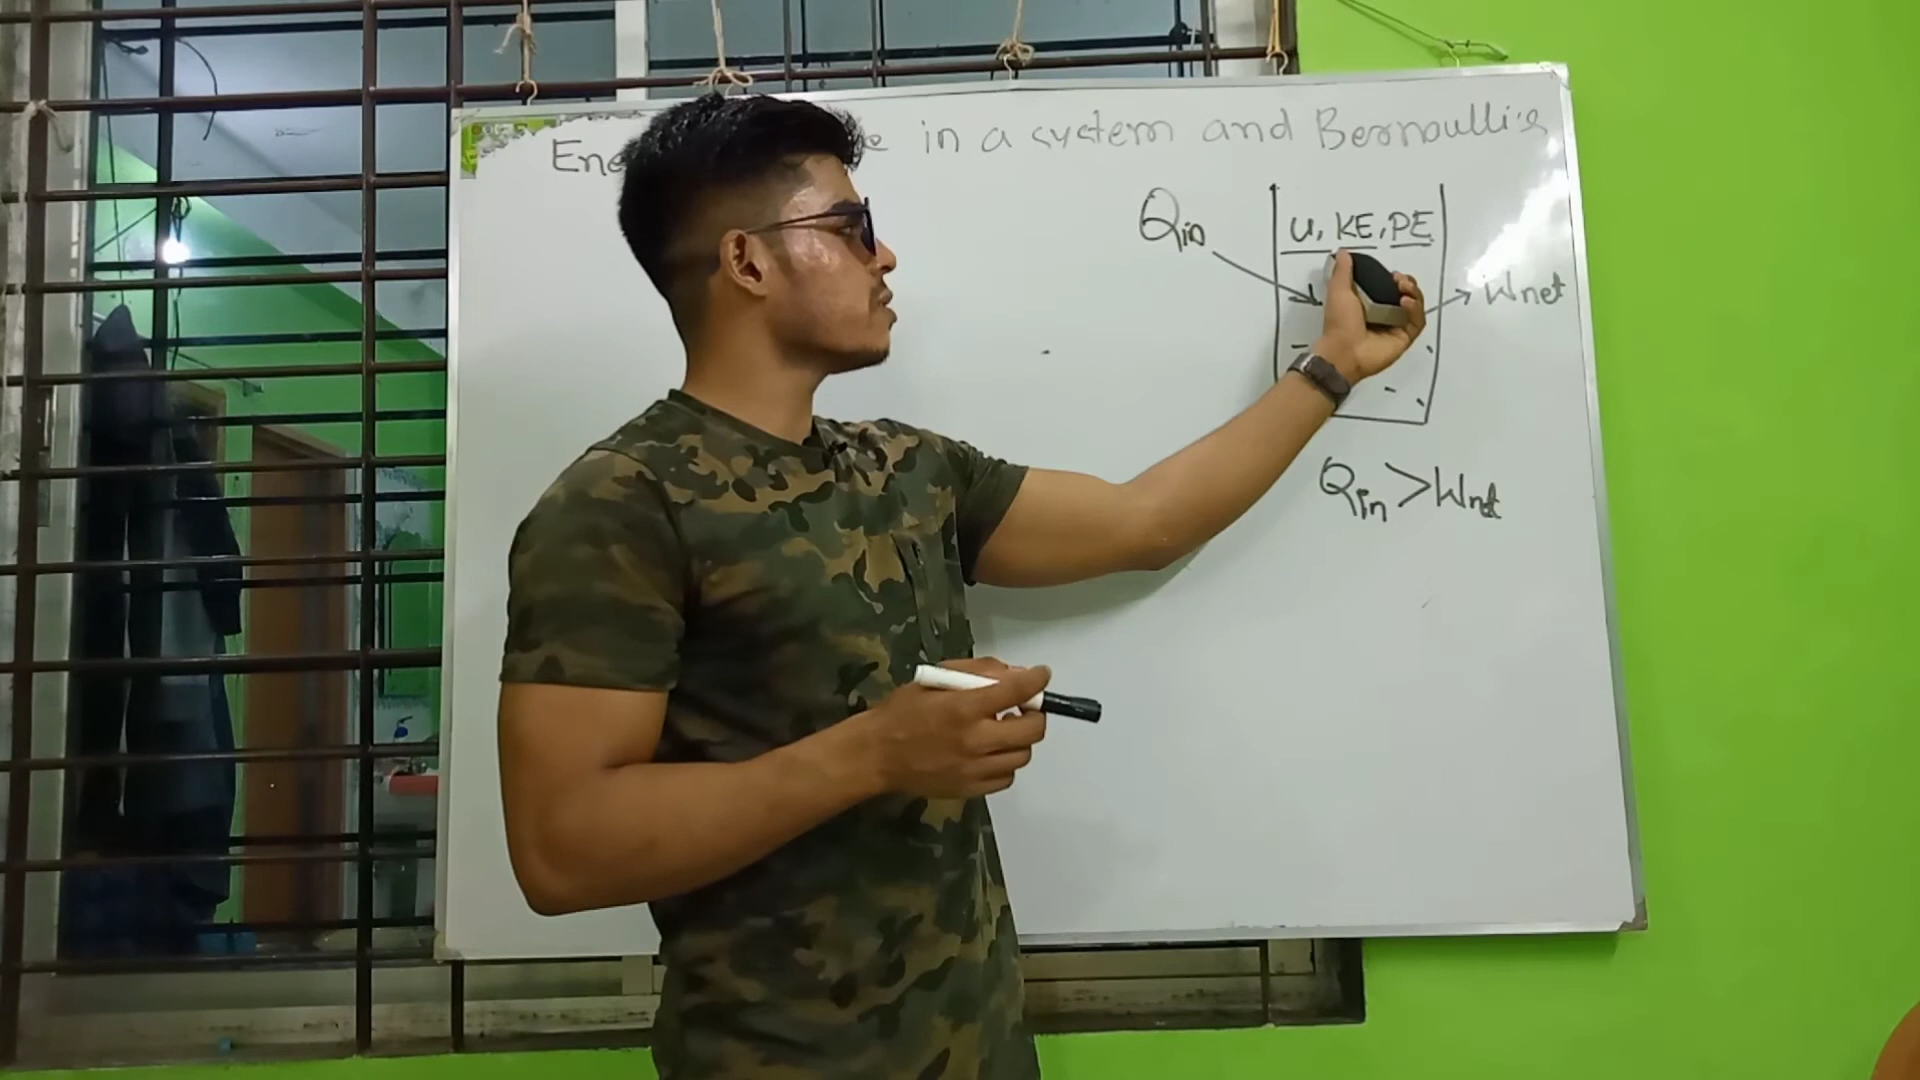 Ene e in a system and Bernoulli's
Qin
U, KE, PE
Wnet
Qin > Wnet